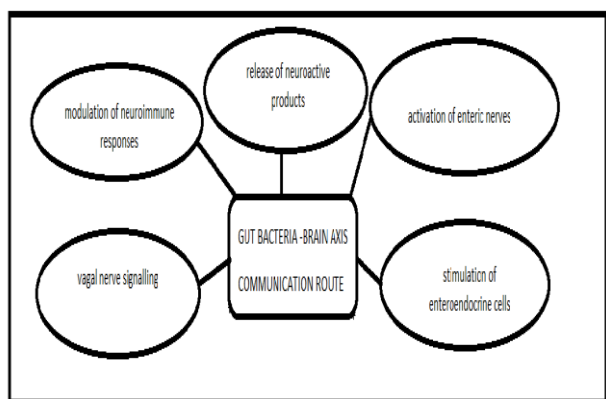 release of neuroactive
products
modulation of neuroimmune
responses
activation of enteric nerves
GUT BACTERIA -BRAIN AXIS
COMMUNICATION ROUTE
vagal nerve signalling
stimulation of
enteroendocrine cells